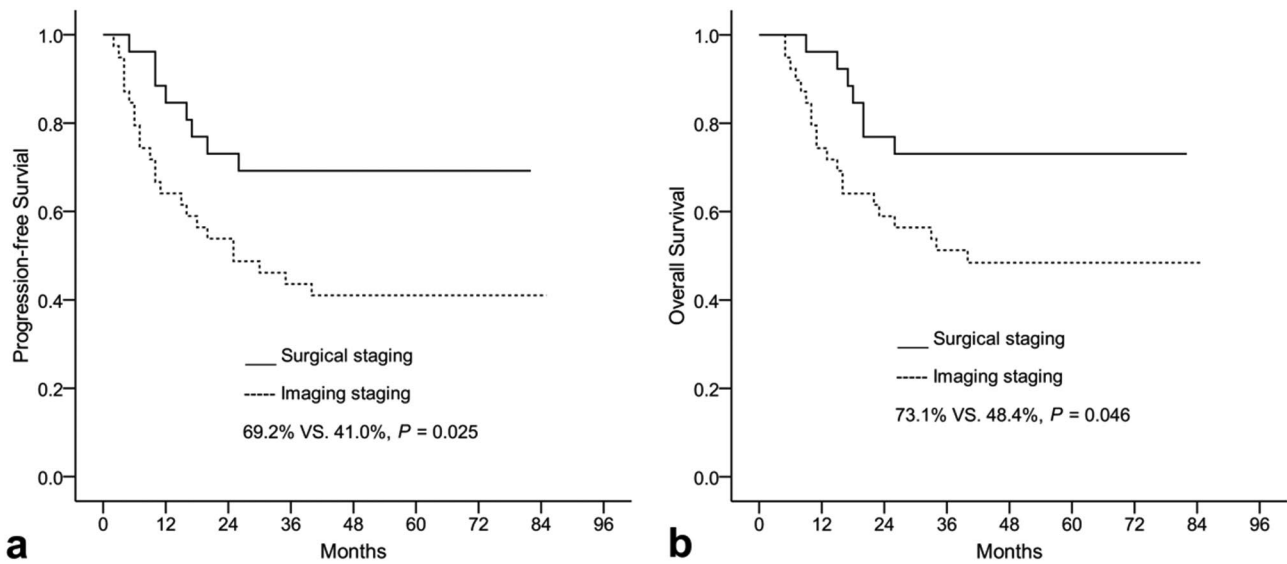 Progression-free Survial
1.0
0.8
0.6
0.4
0.2
0.0
Surgical staging
Imaging staging
69.2% VS. 41.0%, P = 0.025
0 12 24 36 48 60 72 84 96
Months
a
Overall Survival
1.0
0.8
0.6
0.4
0.2
0.0
Surgical staging
Imaging staging
73.1% VS. 48.4%, P = 0.046
0 12 24 36 48 60 72 84 96
Months
b